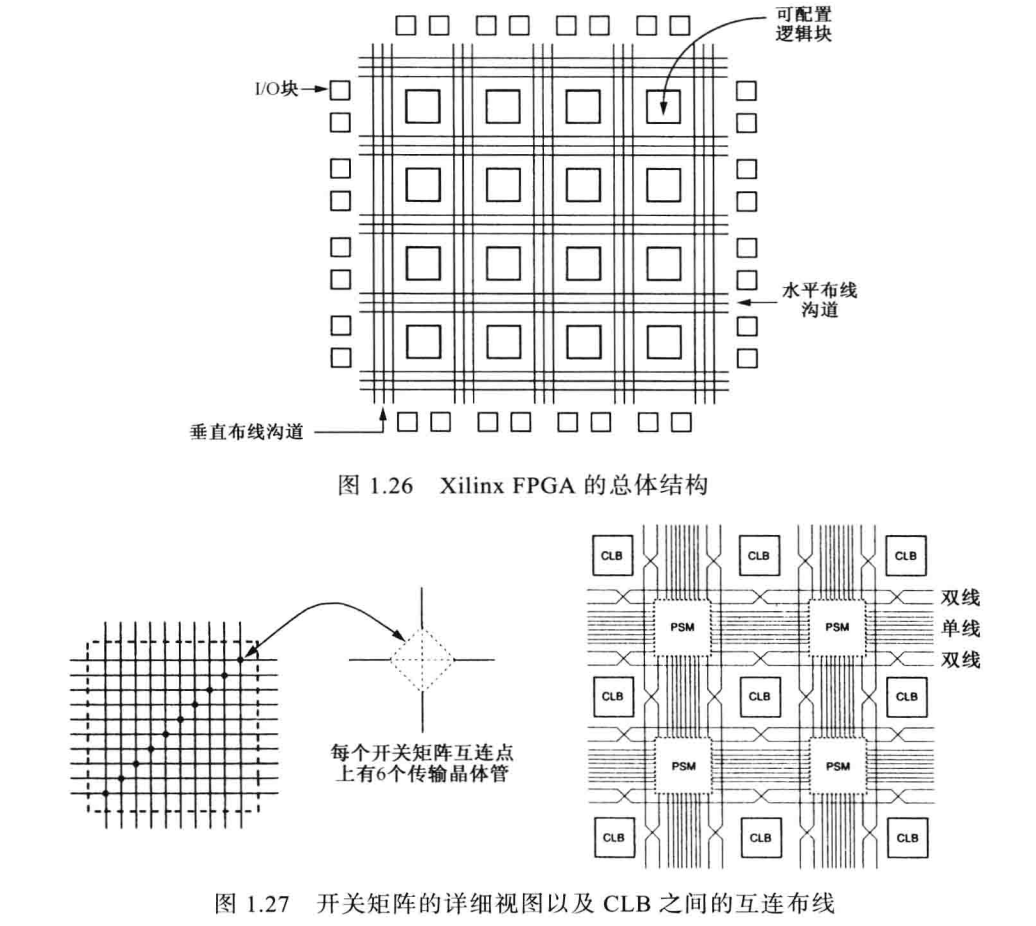 可配置
逻辑块
I/O块
水平布线
沟道
垂直布线沟道
图 1.26 Xilinx FPGA 的总体结构
CLB CLB CLB
双线
PSM PSM 单线
双线
CLB CLB CLB
每个开关矩阵互连点
上有6个传输晶体管
PSM PSM
CLB CLB CLB
图 1.27 开关矩阵的详细视图以及 CLB 之间的互连布线